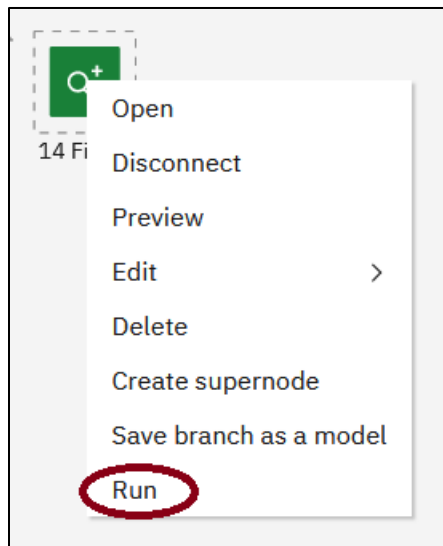 14 Fi
Open
Disconnect
Preview
Edit
Delete
Create supernode
Save branch as a model
Run